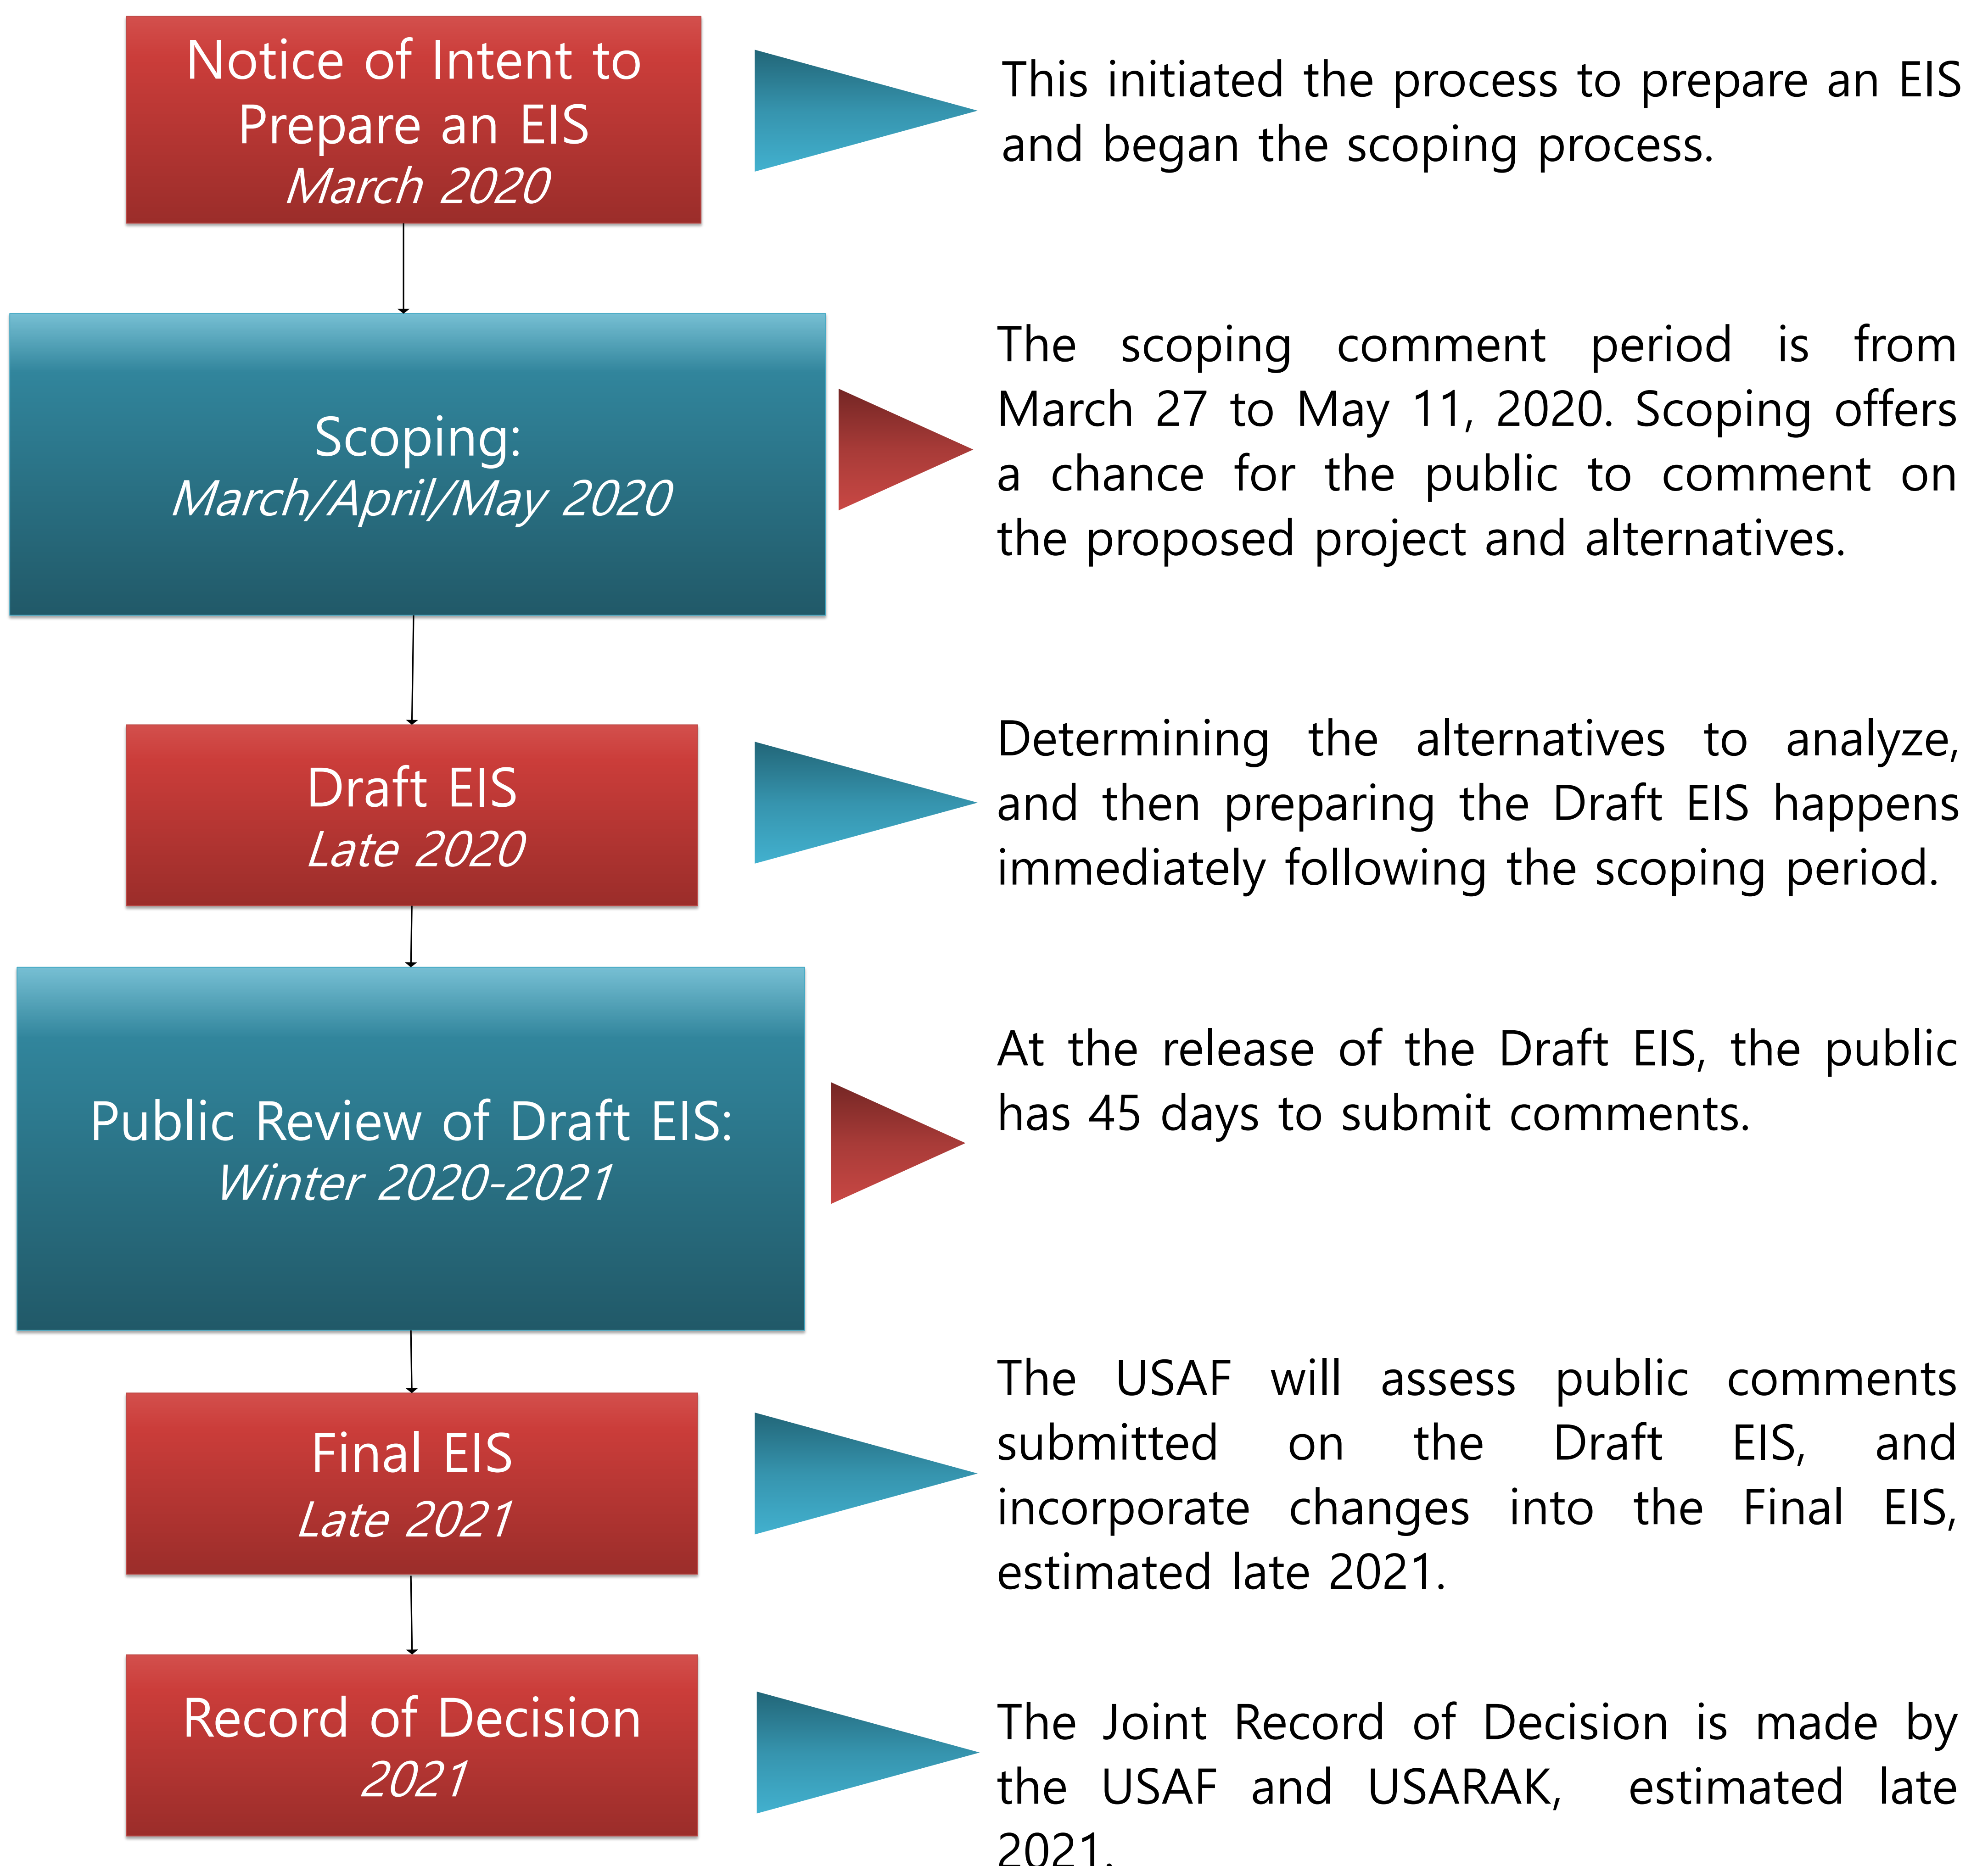 Notice of Intent to
Prepare an EIS
March 2020
This initiated the process to prepare an EIS
and began the scoping process.
Scoping:
March/April/May 2020
The scoping comment period is from
March 27 to May 11, 2020. Scoping offers
a chance for the public to comment on
the proposed project and alternatives.
Draft EIS
Late 2020
Determining the alternatives to analyze,
and then preparing the Draft EIS happens
immediately following the scoping period.
Public Review of Draft EIS:
Winter 2020-2021
At the release of the Draft EIS, the public
has 45 days to submit comments.
Final EIS
Late 2021
The USAF will assess public comments
submitted on the Draft EIS, and
incorporate changes into the Final EIS,
estimated late 2021.
Record of Decision
2021
The Joint Record of Decision is made by
the USAF and USARAK, estimated late
2021.